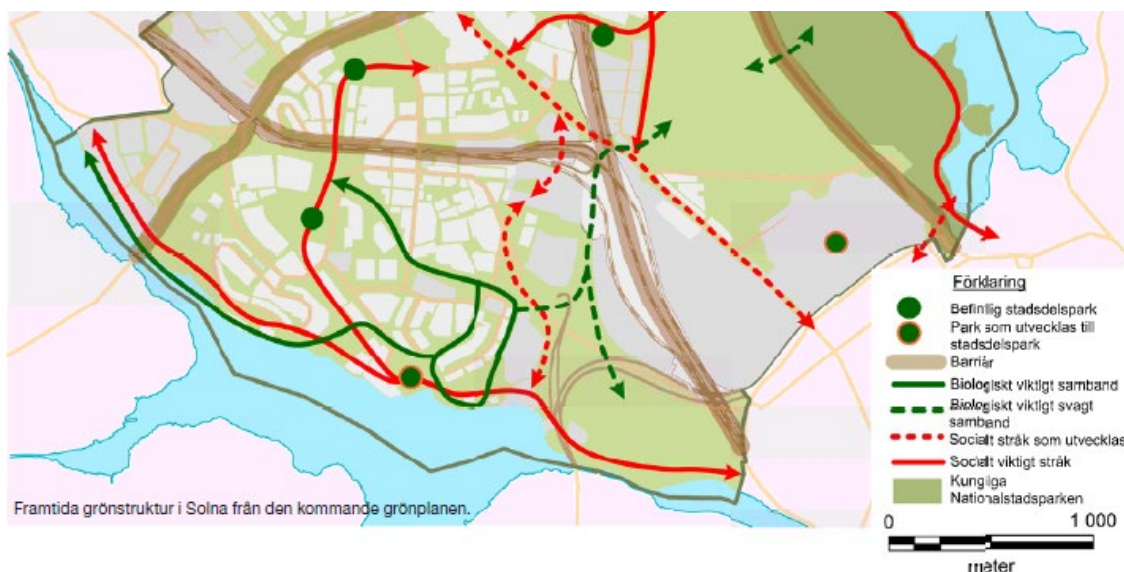 Förklaring
Befintlig stadsdelspark
Park som utvecklas till
stadsdelspark
Barriär
Biologiskt viktigt samband
Biologiskt viktigt svagt
samband
Socialt stråk som utvecklas
Socialt viktigt stråk
Kungliga
Nationalstadsparken
0 1 000
meter
Framtida grönstruktur i Solna från den kommande grönplanen.